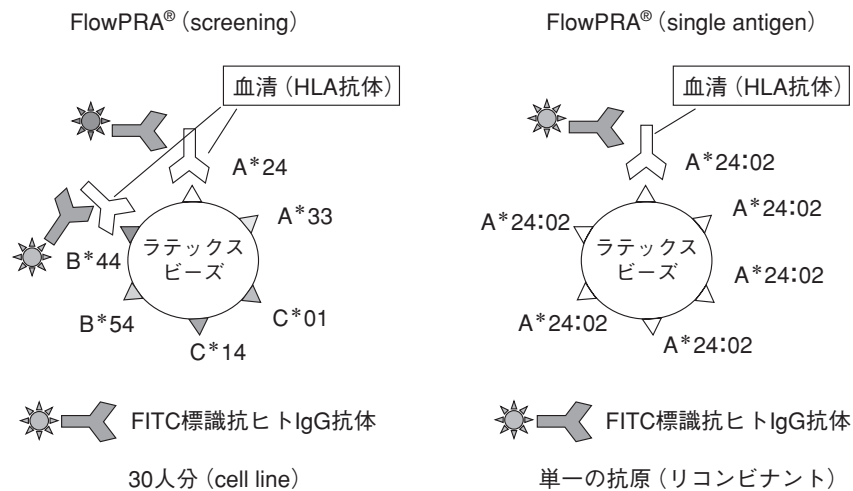 FlowPRA® (screening)
血清（HLA抗体）
A*24
A*33
B*44
ラテックス
ビーズ
B*54
C*01
C*14
FITC標識抗ヒトIgG抗体
30人分（cell line）
FlowPRA® (single antigen)
血清（HLA抗体）
A*24:02
A*24:02
A*24:02
ラテックス
ビーズ
A*24:02
A*24:02
A*24:02
FITC標識抗ヒトIgG抗体
単一の抗原（リコンビナント）